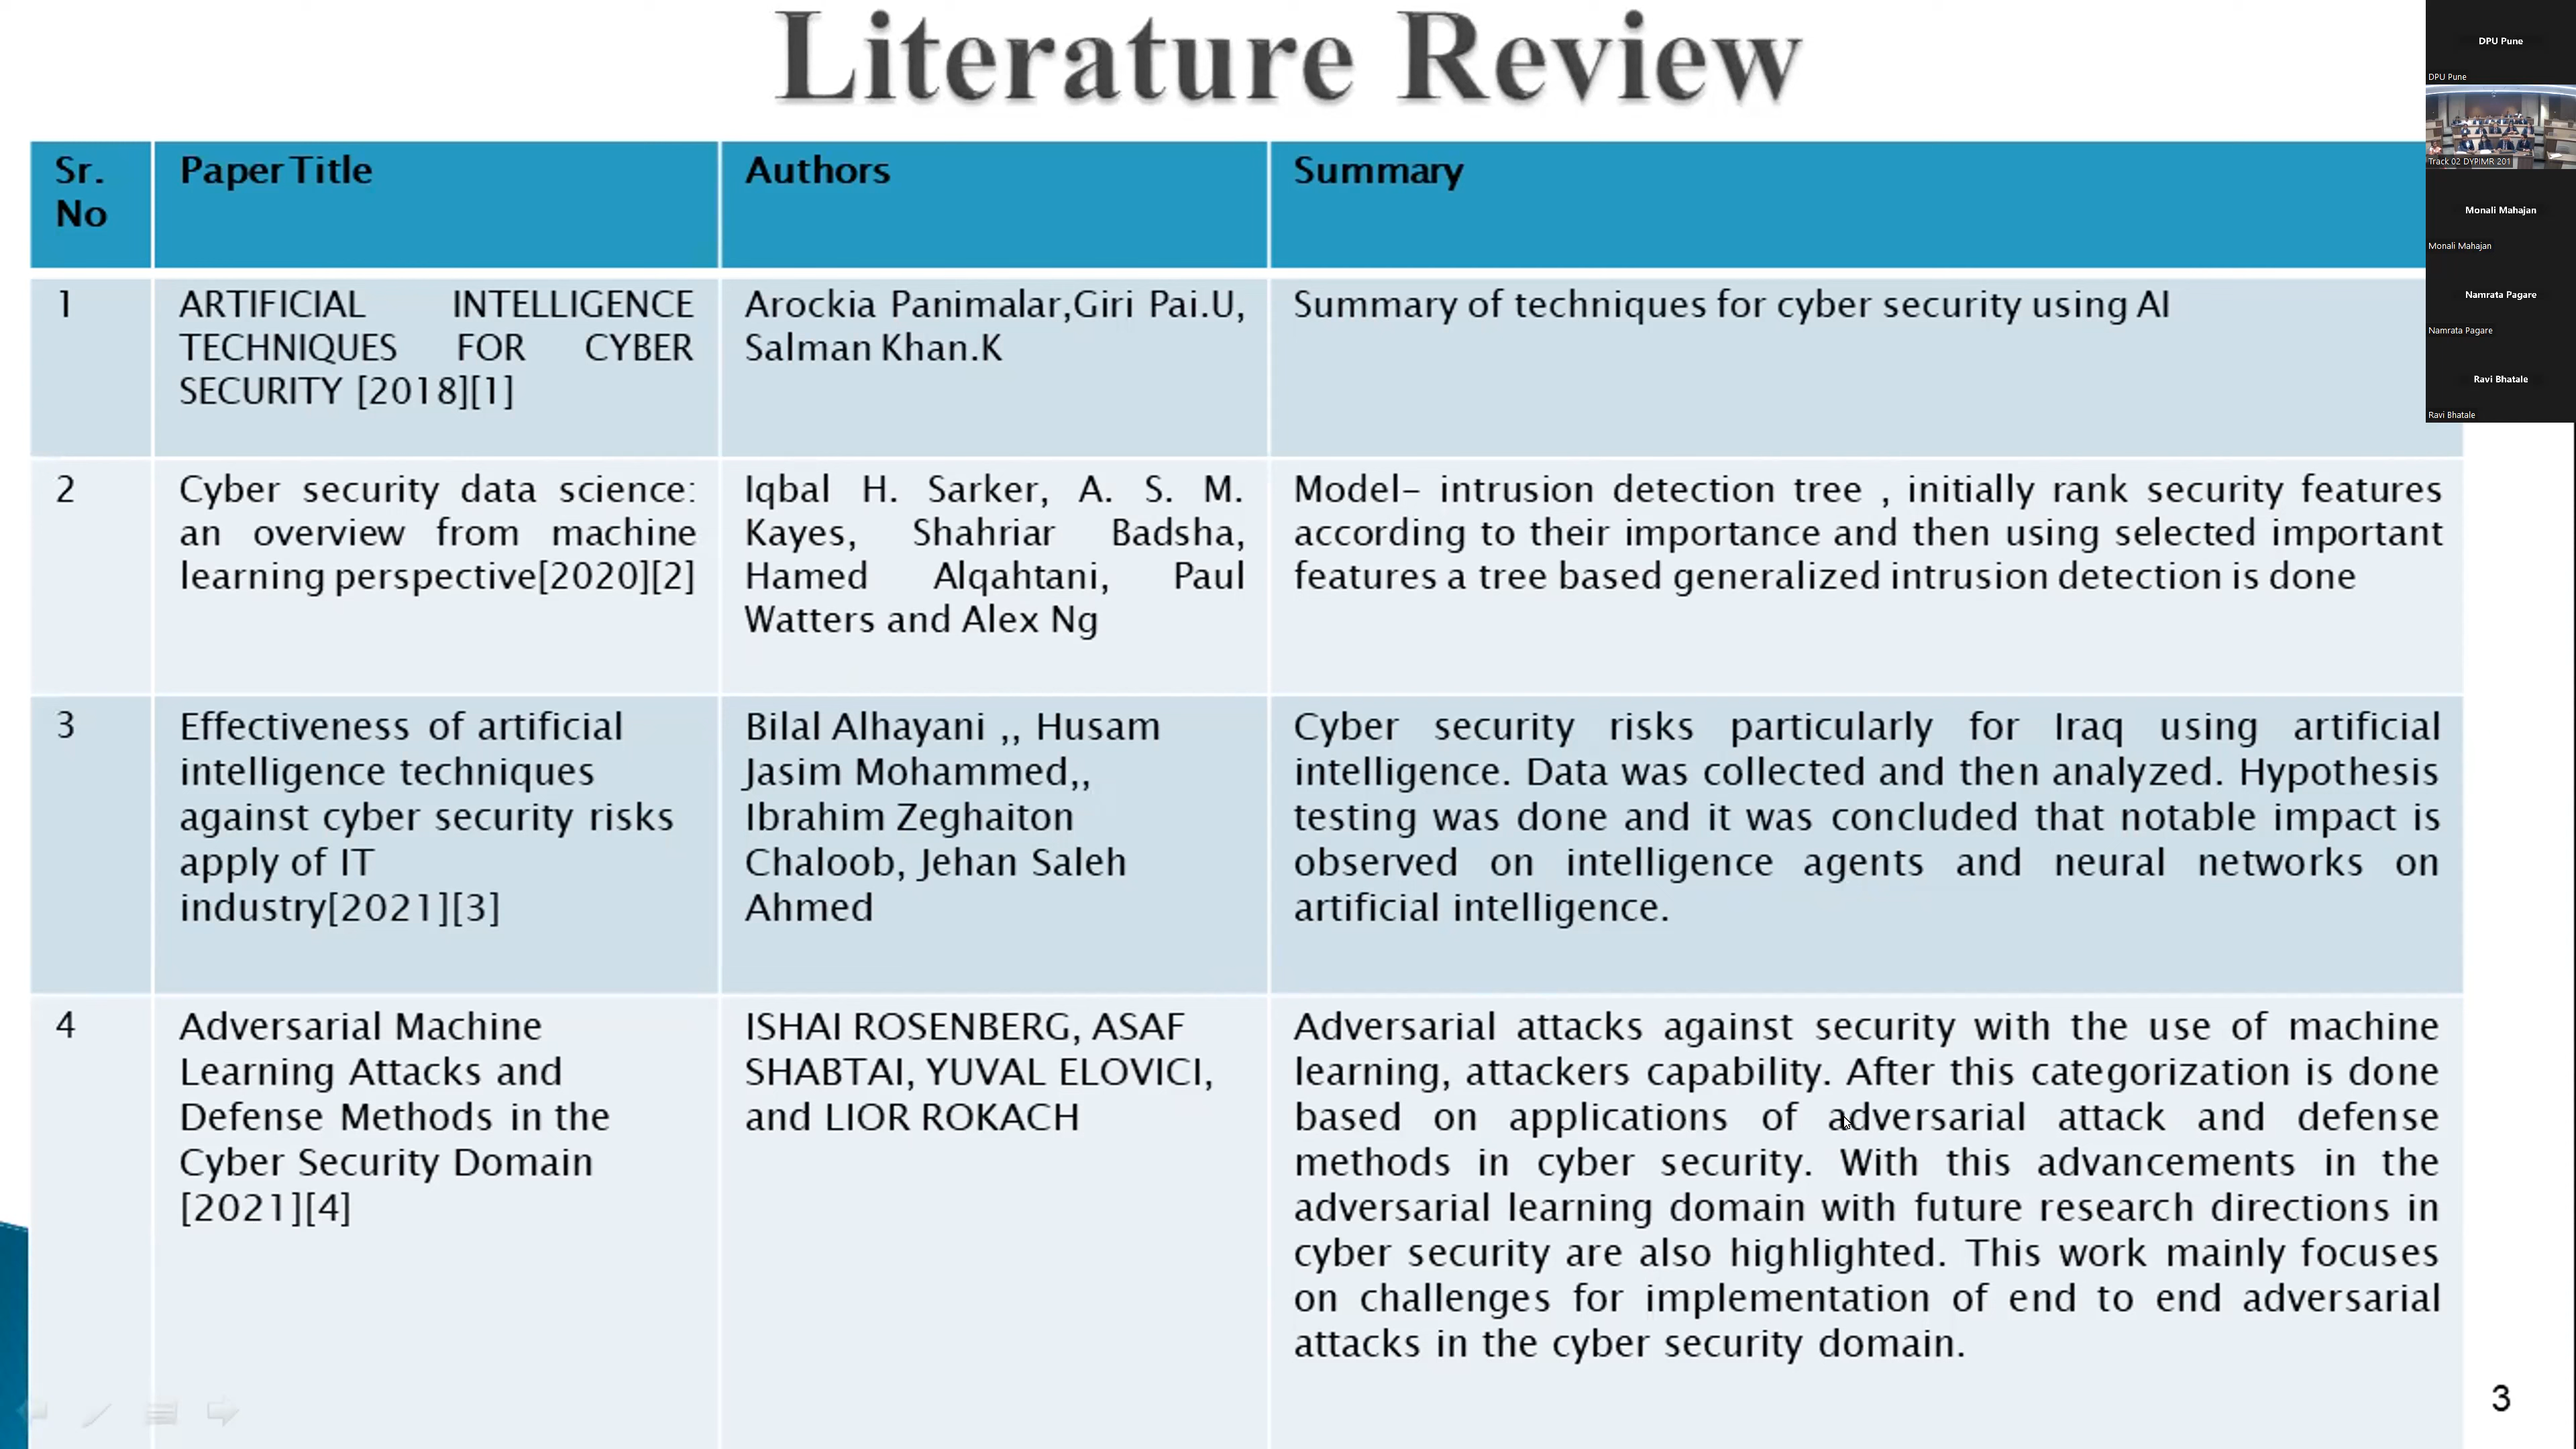 Literature Review
Sr.
No
Paper Title
Authors
Summary
1
ARTIFICIAL INTELLIGENCE
TECHNIQUES FOR CYBER
SECURITY [2018][1]
Arockia Panimalar,Giri Pai.U,
Salman Khan.K
Summary of techniques for cyber security using AI
2
Cyber security data science:
an overview from machine
learning perspective[2020][2]
Iqbal H. Sarker, A. S. M.
Kayes, Shahriar Badsha,
Hamed Alqahtani, Paul
Watters and Alex Ng
Model- intrusion detection tree , initially rank security features
according to their importance and then using selected important
features a tree based generalized intrusion detection is done
3
Effectiveness of artificial
intelligence techniques
against cyber security risks
apply of IT
industry[2021][3]
Bilal Alhayani ,, Husam
Jasim Mohammed,,
Ibrahim Zeghaiton
Chaloob, Jehan Saleh
Ahmed
Cyber security risks particularly for Iraq using artificial
intelligence. Data was collected and then analyzed. Hypothesis
testing was done and it was concluded that notable impact is
observed on intelligence agents and neural networks on
artificial intelligence.
4
Adversarial Machine
Learning Attacks and
Defense Methods in the
Cyber Security Domain
[2021][4]
ISHAI ROSENBERG, ASAF
SHABTAI, YUVAL ELOVICI,
and LIOR ROKACH
Adversarial attacks against security with the use of machine
learning, attackers capability. After this categorization is done
based on applications of adversarial attack and defense
methods in cyber security. With this advancements in the
adversarial learning domain with future research directions in
cyber security are also highlighted. This work mainly focuses
on challenges for implementation of end to end adversarial
attacks in the cyber security domain.
3
DPU Pune
DPU Pune
Track 02 DYPIMR 201
Monali Mahajan
Monali Mahajan
Namrata Pagare
Namrata Pagare
Ravi Bhatale
Ravi Bhatale